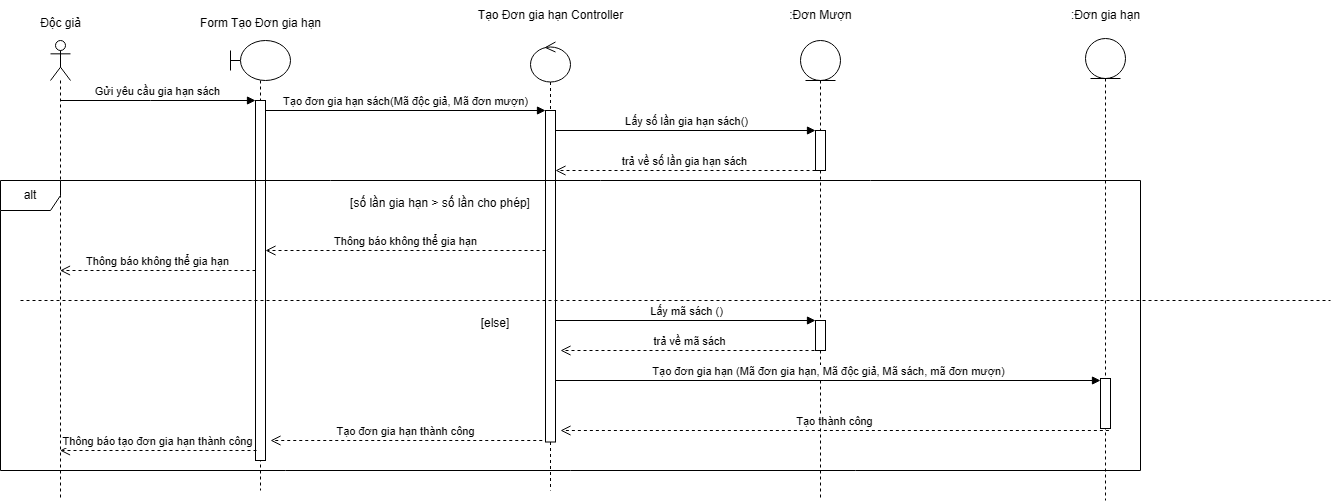 Độc giả
Form Tạo Đơn gia hạn
Tạo Đơn gia hạn Controller
:Đơn Mượn
:Đơn gia hạn
Gửi yêu cầu gia hạn sách
Tạo đơn gia hạn sách(Mã độc giả, Mã đơn mượn)
Lấy số lần gia hạn sách()
trả về số lần gia hạn sách
alt
[số lần gia hạn > số lần cho phép]
Thông báo không thể gia hạn
Thông báo không thể gia hạn
Lấy mã sách ()
[else]
trả về mã sách
Tạo đơn gia hạn (Mã đơn gia hạn, Mã độc giả, Mã sách, mã đơn mượn)
Tạo thành công
Tạo đơn gia hạn thành công
Thông báo tạo đơn gia hạn thành công